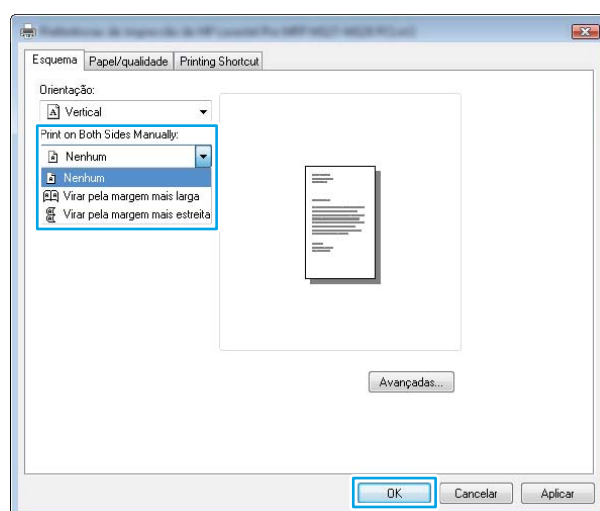 Esquema Papel/qualidade Printing Shortcut
Orientação:
Vertical
Print on Both Sides Manually:
Nenhum
Nenhum
Virar pela margem mais larga
Virar pela margem mais estreita
Avançadas...
OK Cancelar Aplicar